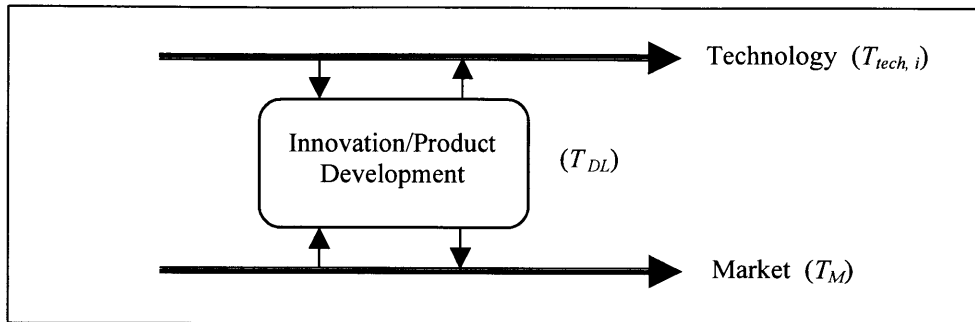 Technology (T_tech, i)
Innovation/Product
Development
(T_DL)
Market (T_M)